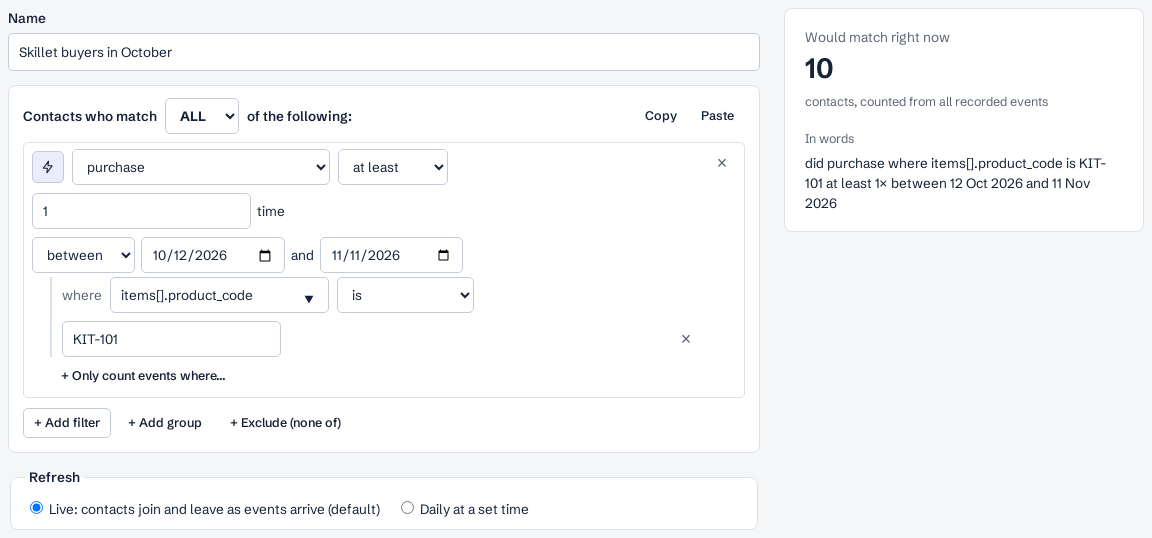 Name
Skillet buyers in October
Contacts who match ALL of the following:
Copy Paste
purchase at least ×
1 time
between 10/12/2026 and 11/11/2026
where items[].product_code is
KIT-101 ×
+ Only count events where...
+ Add filter + Add group + Exclude (none of)
Refresh
Live: contacts join and leave as events arrive (default) Daily at a set time
Would match right now
10
contacts, counted from all recorded events
In words
did purchase where items[].product_code is KIT-
101 at least 1× between 12 Oct 2026 and 11 Nov
2026